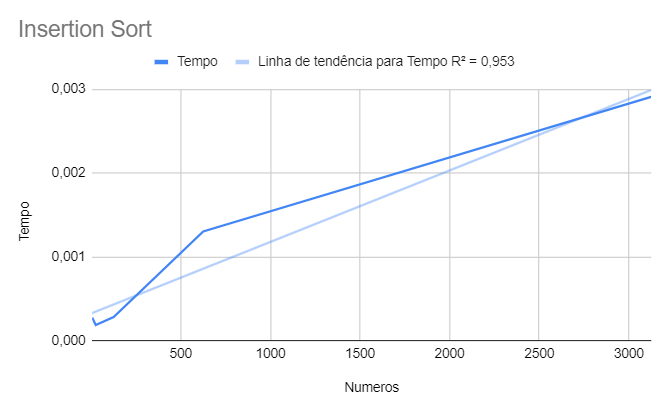 Insertion Sort
Tempo
Linha de tendência para Tempo R² = 0,953
0,003
0,002
0,001
0,000
Tempo
500
1000
1500
2000
2500
3000
Numeros